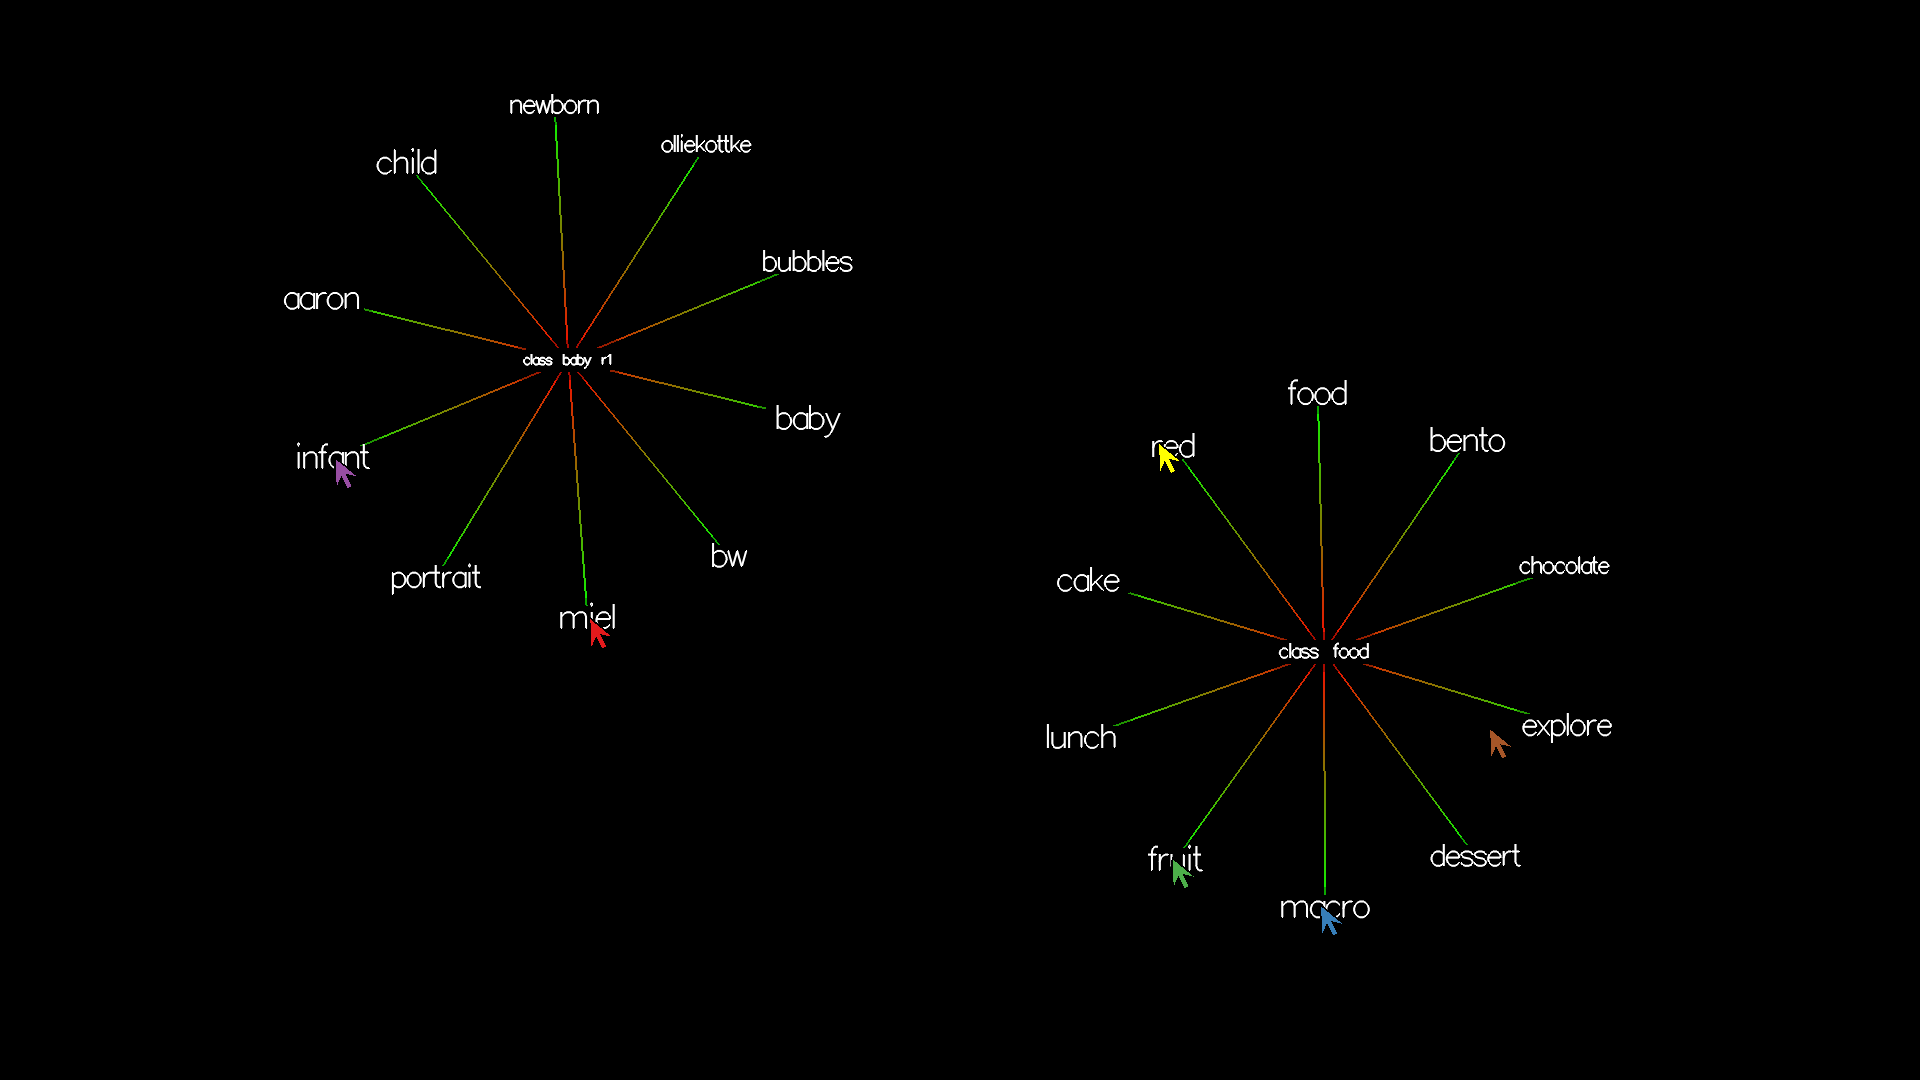 newborn
olliekottke
child
bubbles
aaron
class baby r1
baby
infant
bw
portrait
miel
food
bento
red
chocolate
cake
class food
explore
lunch
dessert
fruit
macro